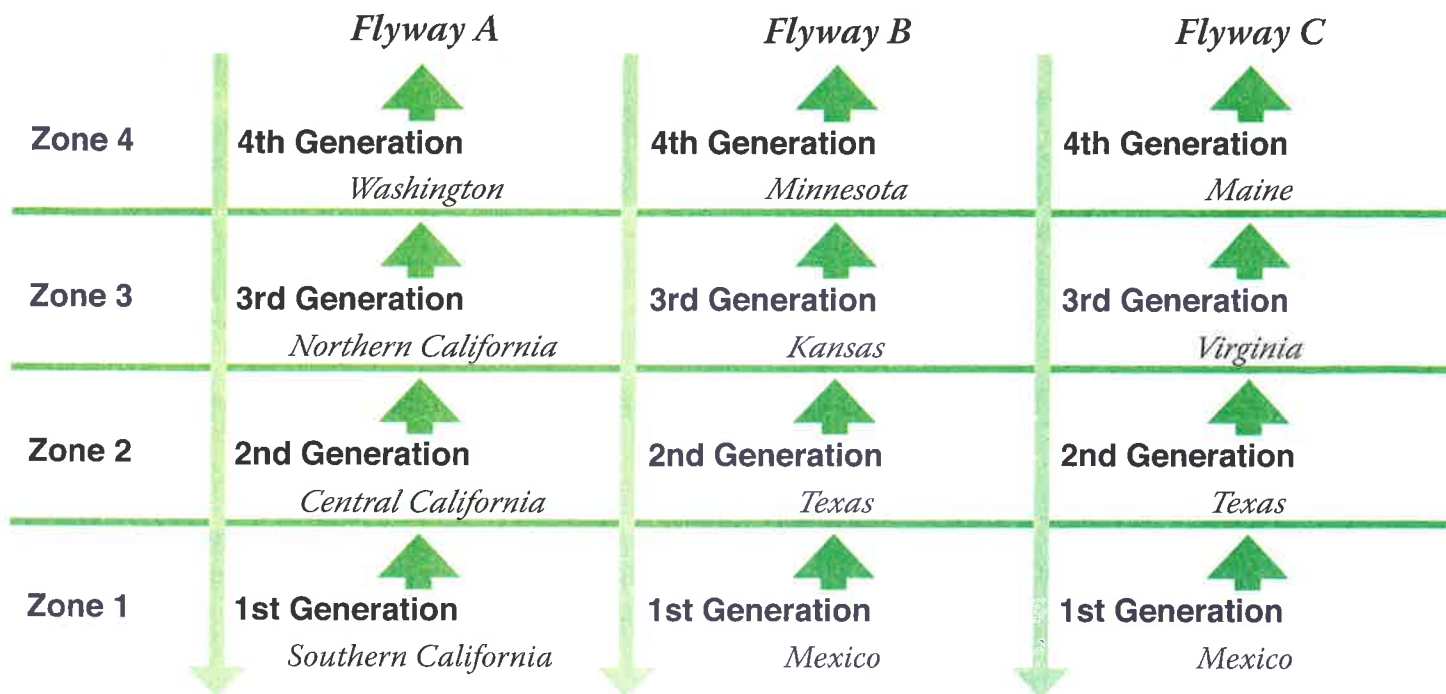 Flyway A Flyway B Flyway C
Zone 4 4th Generation 4th Generation 4th Generation
Washington Minnesota Maine
Zone 3 3rd Generation 3rd Generation 3rd Generation
Northern California Kansas Virginia
Zone 2 2nd Generation 2nd Generation 2nd Generation
Central California Texas Texas
Zone 1 1st Generation 1st Generation 1st Generation
Southern California Mexico Mexico